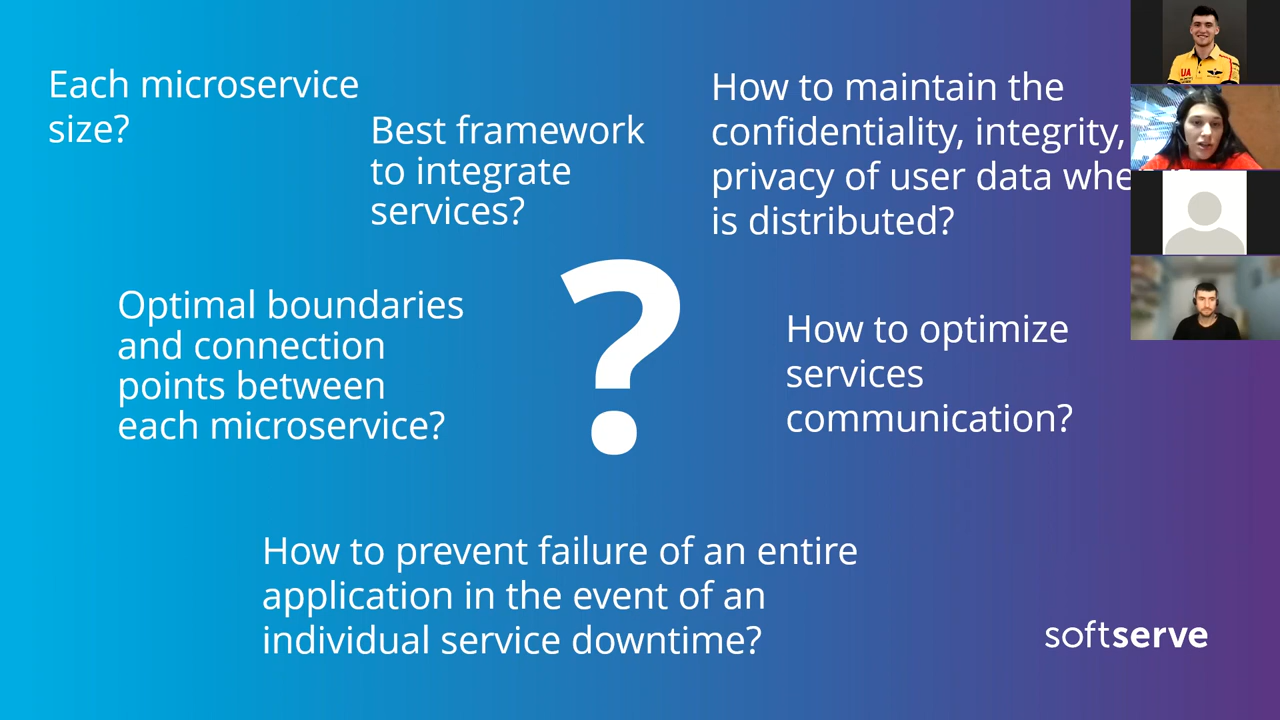 Each microservice
size?
Best framework
to integrate
services?
How to maintain the
confidentiality, integrity,
privacy of user data
is distributed?
?
Optimal boundaries
and connection
points between
each microservice?
How to optimize
services
communication?
How to prevent failure of an entire
application in the event of an
individual service downtime?
softserve
UA